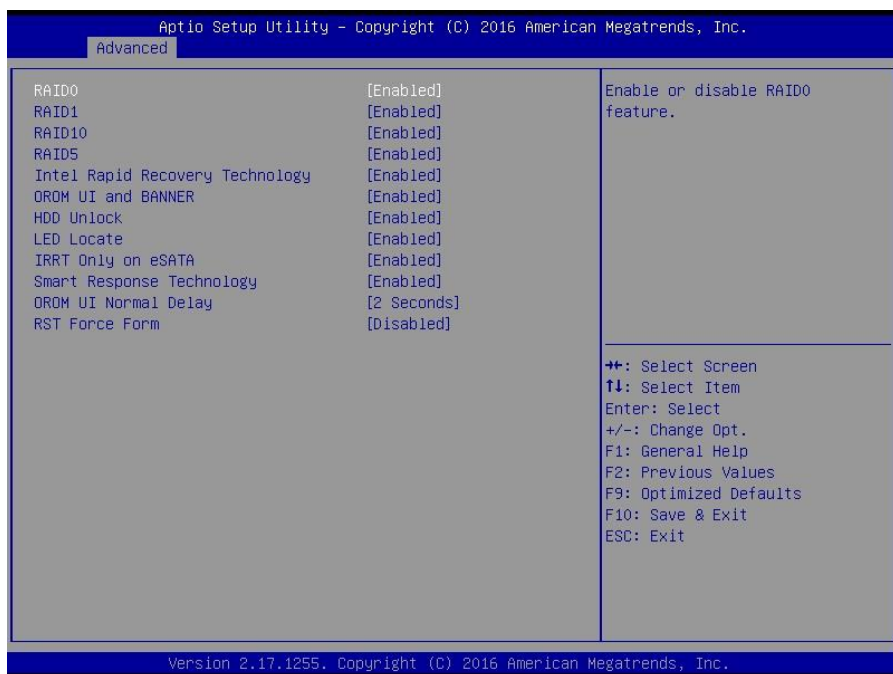 Aptio Setup Utility – Copyright (C) 2016 American Megatrends, Inc.
Advanced
RAID0 [Enabled]
RAID1 [Enabled]
RAID10 [Enabled]
RAID5 [Enabled]
Intel Rapid Recovery Technology [Enabled]
OROM UI and BANNER [Enabled]
HDD Unlock [Enabled]
LED Locate [Enabled]
IRRT Only on eSATA [Enabled]
Smart Response Technology [Enabled]
OROM UI Normal Delay [2 Seconds]
RST Force Form [Disabled]
Enable or disable RAID0
feature.
→←: Select Screen
↑↓: Select Item
Enter: Select
+/-: Change Opt.
F1: General Help
F2: Previous Values
F9: Optimized Defaults
F10: Save & Exit
ESC: Exit
Version 2.17.1255. Copyright (C) 2016 American Megatrends, Inc.